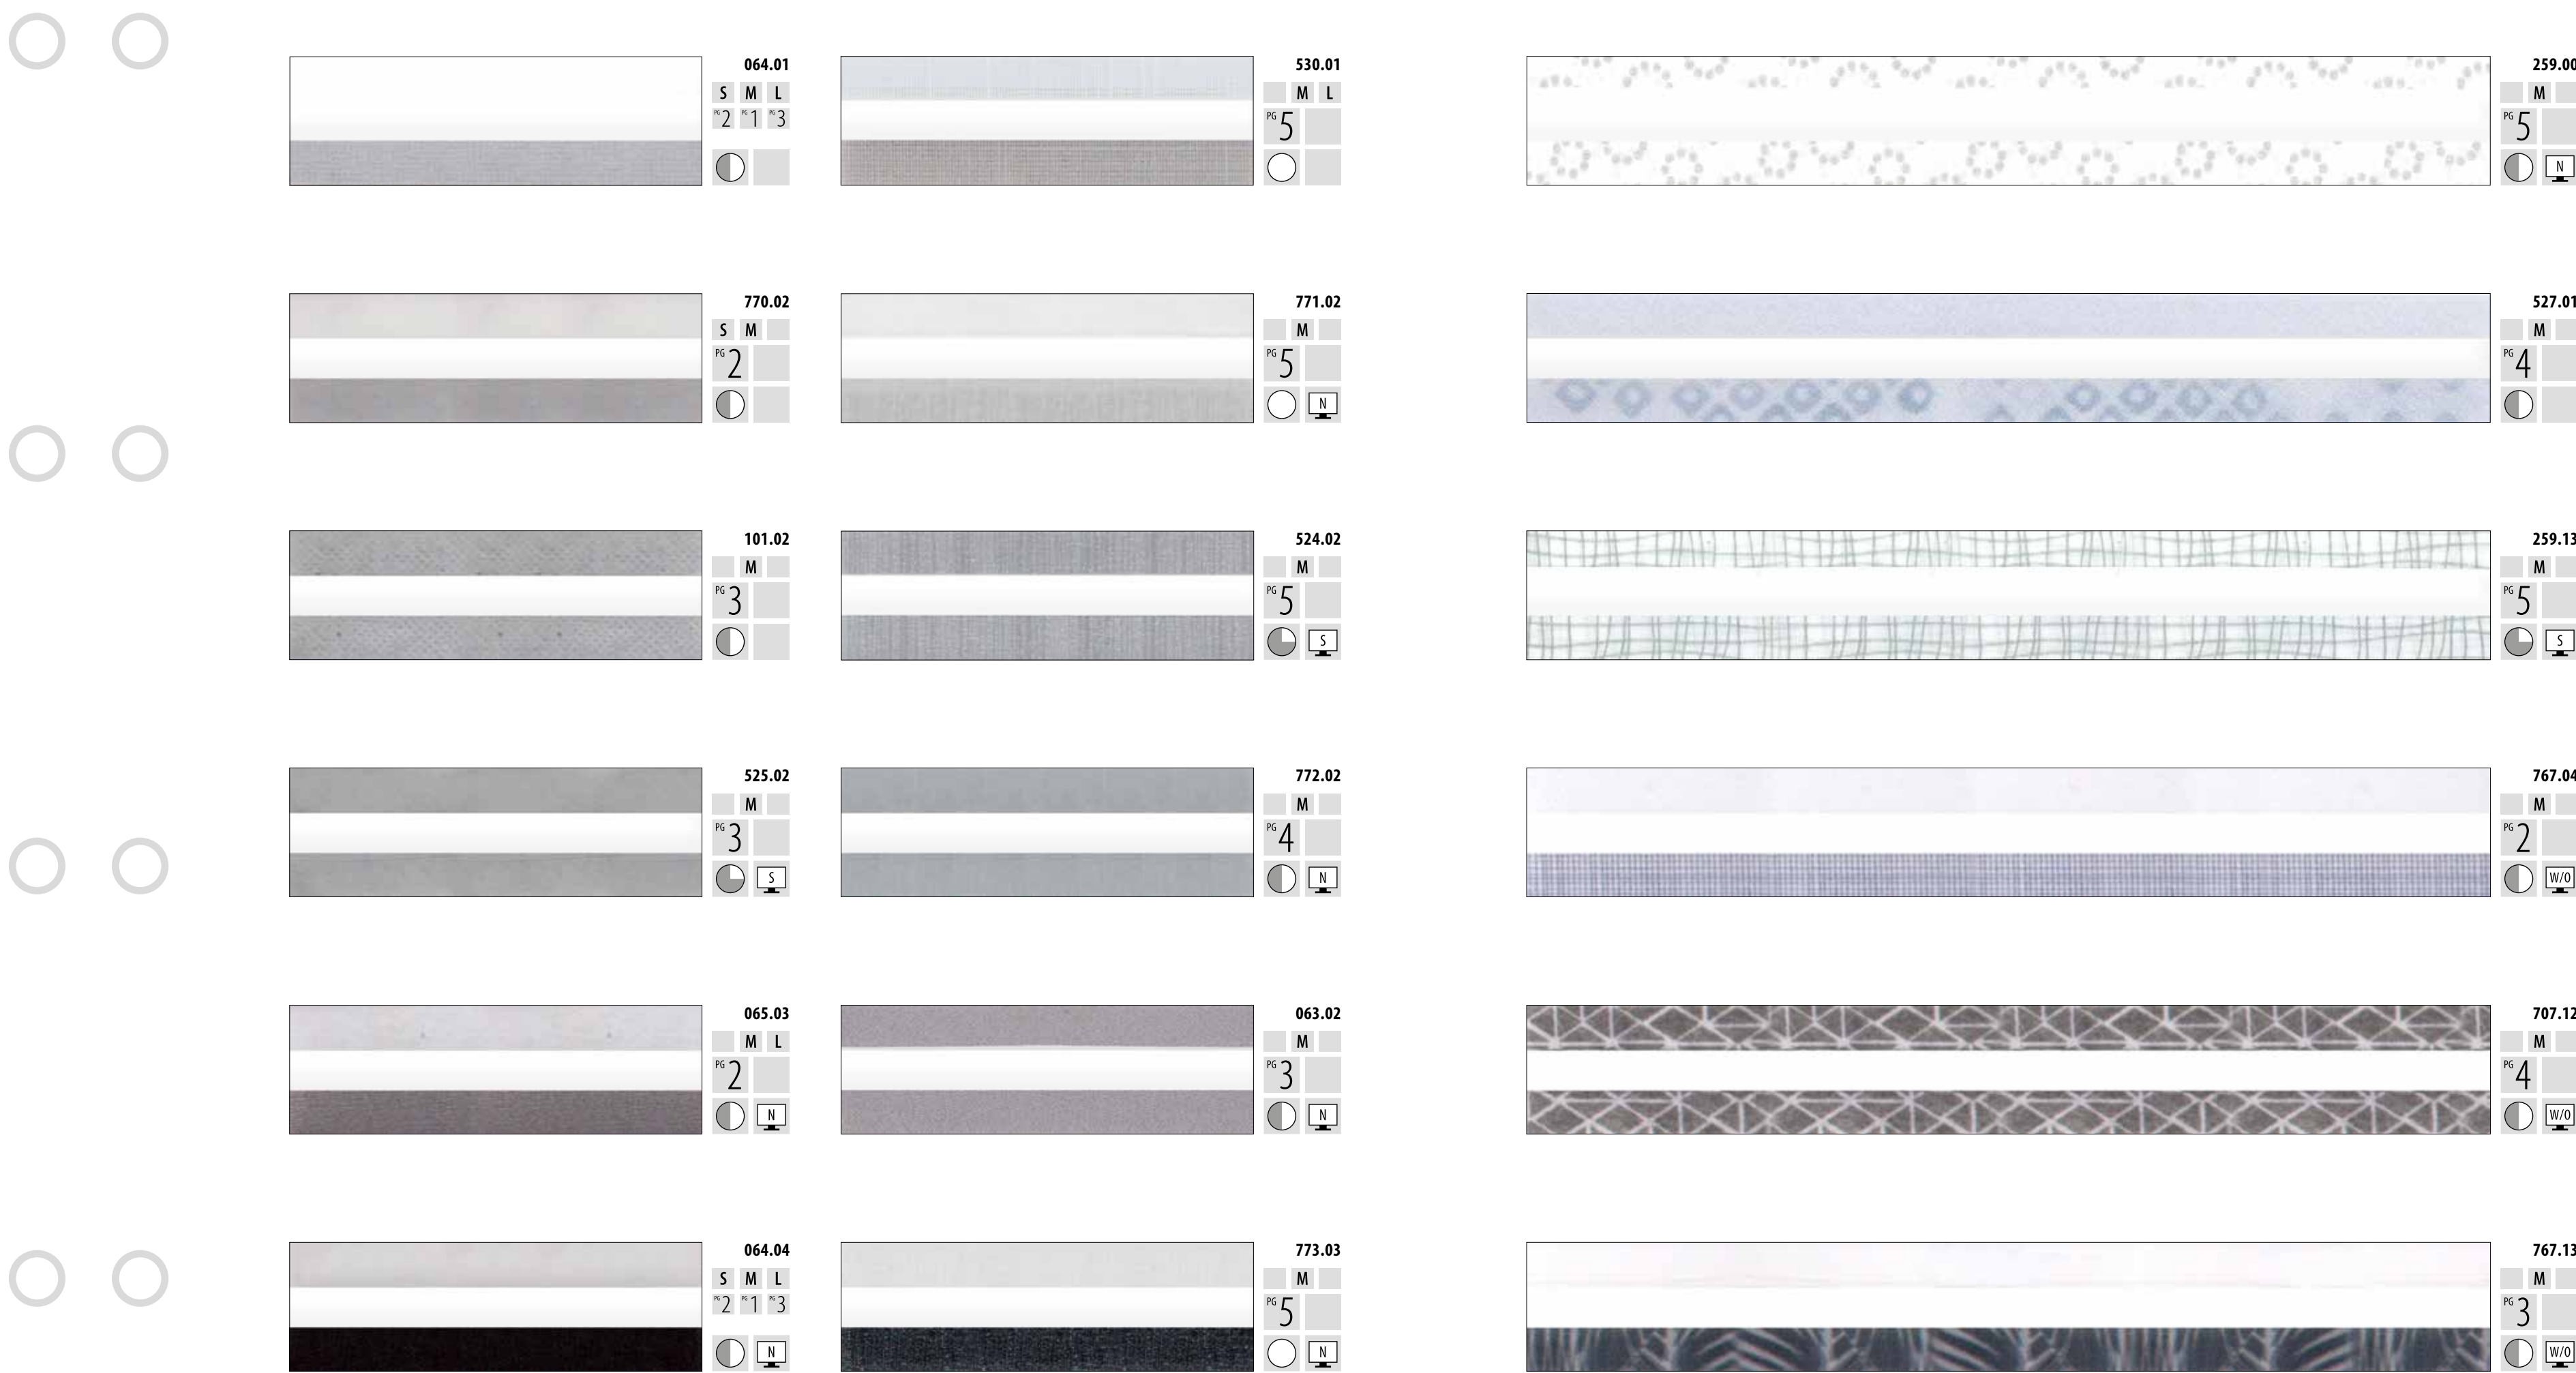 064.01
S M L
PG 2 PG 1 PG 3
530.01
M L
PG 5
259.00
M
PG 5
N
770.02
S M
PG 2
771.02
M
PG 5
N
527.01
M
PG 4
101.02
M
PG 3
524.02
M
PG 5
S
259.13
M
PG 5
S
525.02
M
PG 3
S
772.02
M
PG 4
N
767.04
M
PG 2
W/O
065.03
M L
PG 2
N
063.02
M
PG 3
N
707.12
M
PG 4
W/O
064.04
S M L
PG 2 PG 1 PG 3
N
773.03
M
PG 5
N
767.13
M
PG 3
W/O